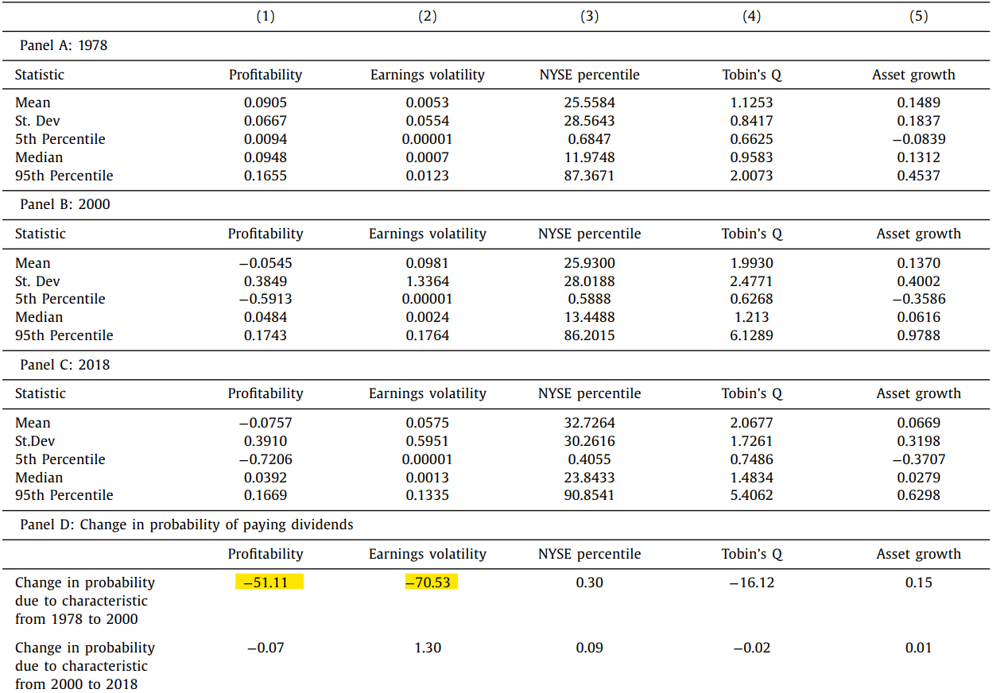 (1) (2) (3) (4) (5)
Panel A: 1978
Statistic Profitability Earnings volatility NYSE percentile Tobin's Q Asset growth
Mean 0.0905 0.0053 25.5584 1.1253 0.1489
St. Dev 0.0667 0.0554 28.5643 0.8417 0.1837
5th Percentile 0.0094 0.00001 0.6847 0.6625 −0.0839
Median 0.0948 0.0007 11.9748 0.9583 0.1312
95th Percentile 0.1655 0.0123 87.3671 2.0073 0.4537
Panel B: 2000
Statistic Profitability Earnings volatility NYSE percentile Tobin's Q Asset growth
Mean −0.0545 0.0981 25.9300 1.9930 0.1370
St. Dev 0.3849 1.3364 28.0188 2.4771 0.4002
5th Percentile −0.5913 0.00001 0.5888 0.6268 −0.3586
Median 0.0484 0.0024 13.4488 1.213 0.0616
95th Percentile 0.1743 0.1764 86.2015 6.1289 0.9788
Panel C: 2018
Statistic Profitability Earnings volatility NYSE percentile Tobin's Q Asset growth
Mean −0.0757 0.0575 32.7264 2.0677 0.0669
St.Dev 0.3910 0.5951 30.2616 1.7261 0.3198
5th Percentile −0.7206 0.00001 0.4055 0.7486 −0.3707
Median 0.0392 0.0013 23.8433 1.4834 0.0279
95th Percentile 0.1669 0.1335 90.8541 5.4062 0.6298
Panel D: Change in probability of paying dividends
Profitability Earnings volatility NYSE percentile Tobin's Q Asset growth
Change in probability −51.11 −70.53 0.30 −16.12 0.15
due to characteristic
from 1978 to 2000
Change in probability −0.07 1.30 0.09 −0.02 0.01
due to characteristic
from 2000 to 2018